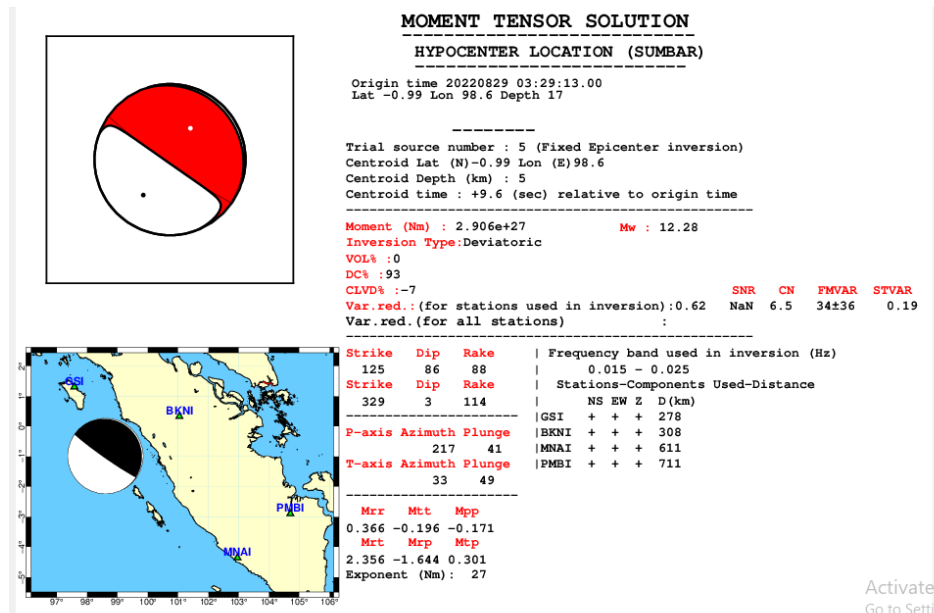 MOMENT TENSOR SOLUTION
HYPOCENTER LOCATION (SUMBAR)
Origin time 20220829 03:29:13.00
Lat -0.99 Lon 98.6 Depth 17
Trial source number : 5 (Fixed Epicenter inversion)
Centroid Lat (N)-0.99 Lon (E)98.6
Centroid Depth (km) : 5
Centroid time : +9.6 (sec) relative to origin time
Moment (Nm) : 2.906e+27 Mw : 12.28
Inversion Type:Deviatoric
VOL% :0
DC% :93
CLVD% :-7 SNR CN FMVAR STVAR
Var.red.:(for stations used in inversion):0.62 NaN 6.5 34±36 0.19
Var.red.(for all stations) :
Strike Dip Rake | Frequency band used in inversion (Hz)
125 86 88 | 0.015 - 0.025
Strike Dip Rake | Stations-Components Used-Distance
329 3 114 | NS EW Z D(km)
|GSI + + + 278
P-axis Azimuth Plunge |BKNI + + + 308
217 41 |MNAI + + + 611
T-axis Azimuth Plunge |PMBI + + + 711
33 49
Mrr Mtt Mpp
0.366 -0.196 -0.171
Mrt Mrp Mtp
2.356 -1.644 0.301
Exponent (Nm): 27
2°
1°
0°
-1°
-2°
-3°
-4°
-5°
GSI
BKNI
PMBI
MNAI
97° 98° 99° 100° 101° 102° 103° 104° 105° 106°
Activate
Go to Setti